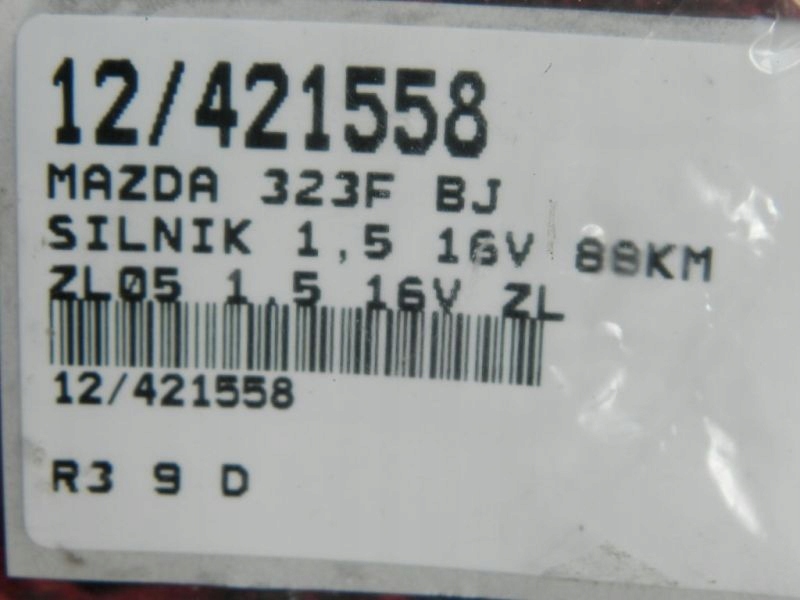 12/421558
MAZDA 323F BJ
SILNIK 1,5 16V 88KM
ZL05 1,5 16V ZL
12/421558
R3 9 D